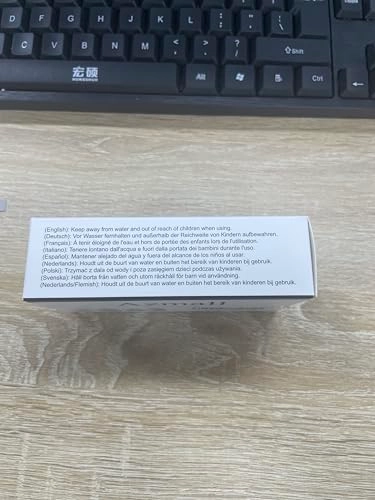 Z X C V B N M < , > . ? / ⇧Shift
宏硕
HONGSHUO
Alt Ctrl
(English): Keep away from water and out of reach of children when using.
(Deutsch): Vor Wasser fernhalten und außerhalb der Reichweite von Kindern aufbewahren.
(Français): À tenir éloigné de l'eau et hors de portée des enfants lors de l'utilisation.
(Italiano): Tenere lontano dall'acqua e fuori dalla portata dei bambini durante l'uso.
(Español): Mantener alejado del agua y fuera del alcance de los niños al usar.
(Nederlands): Houdt uit de buurt van water en buiten het bereik van kinderen bij gebruik.
(Polski): Trzymać z dala od wody i poza zasięgiem dzieci podczas używania.
(Svenska): Håll borta från vatten och utom räckhåll för barn vid användning.
(Nederlands/Flemish): Houdt uit de buurt van water en buiten het bereik van kinderen bij gebruik.